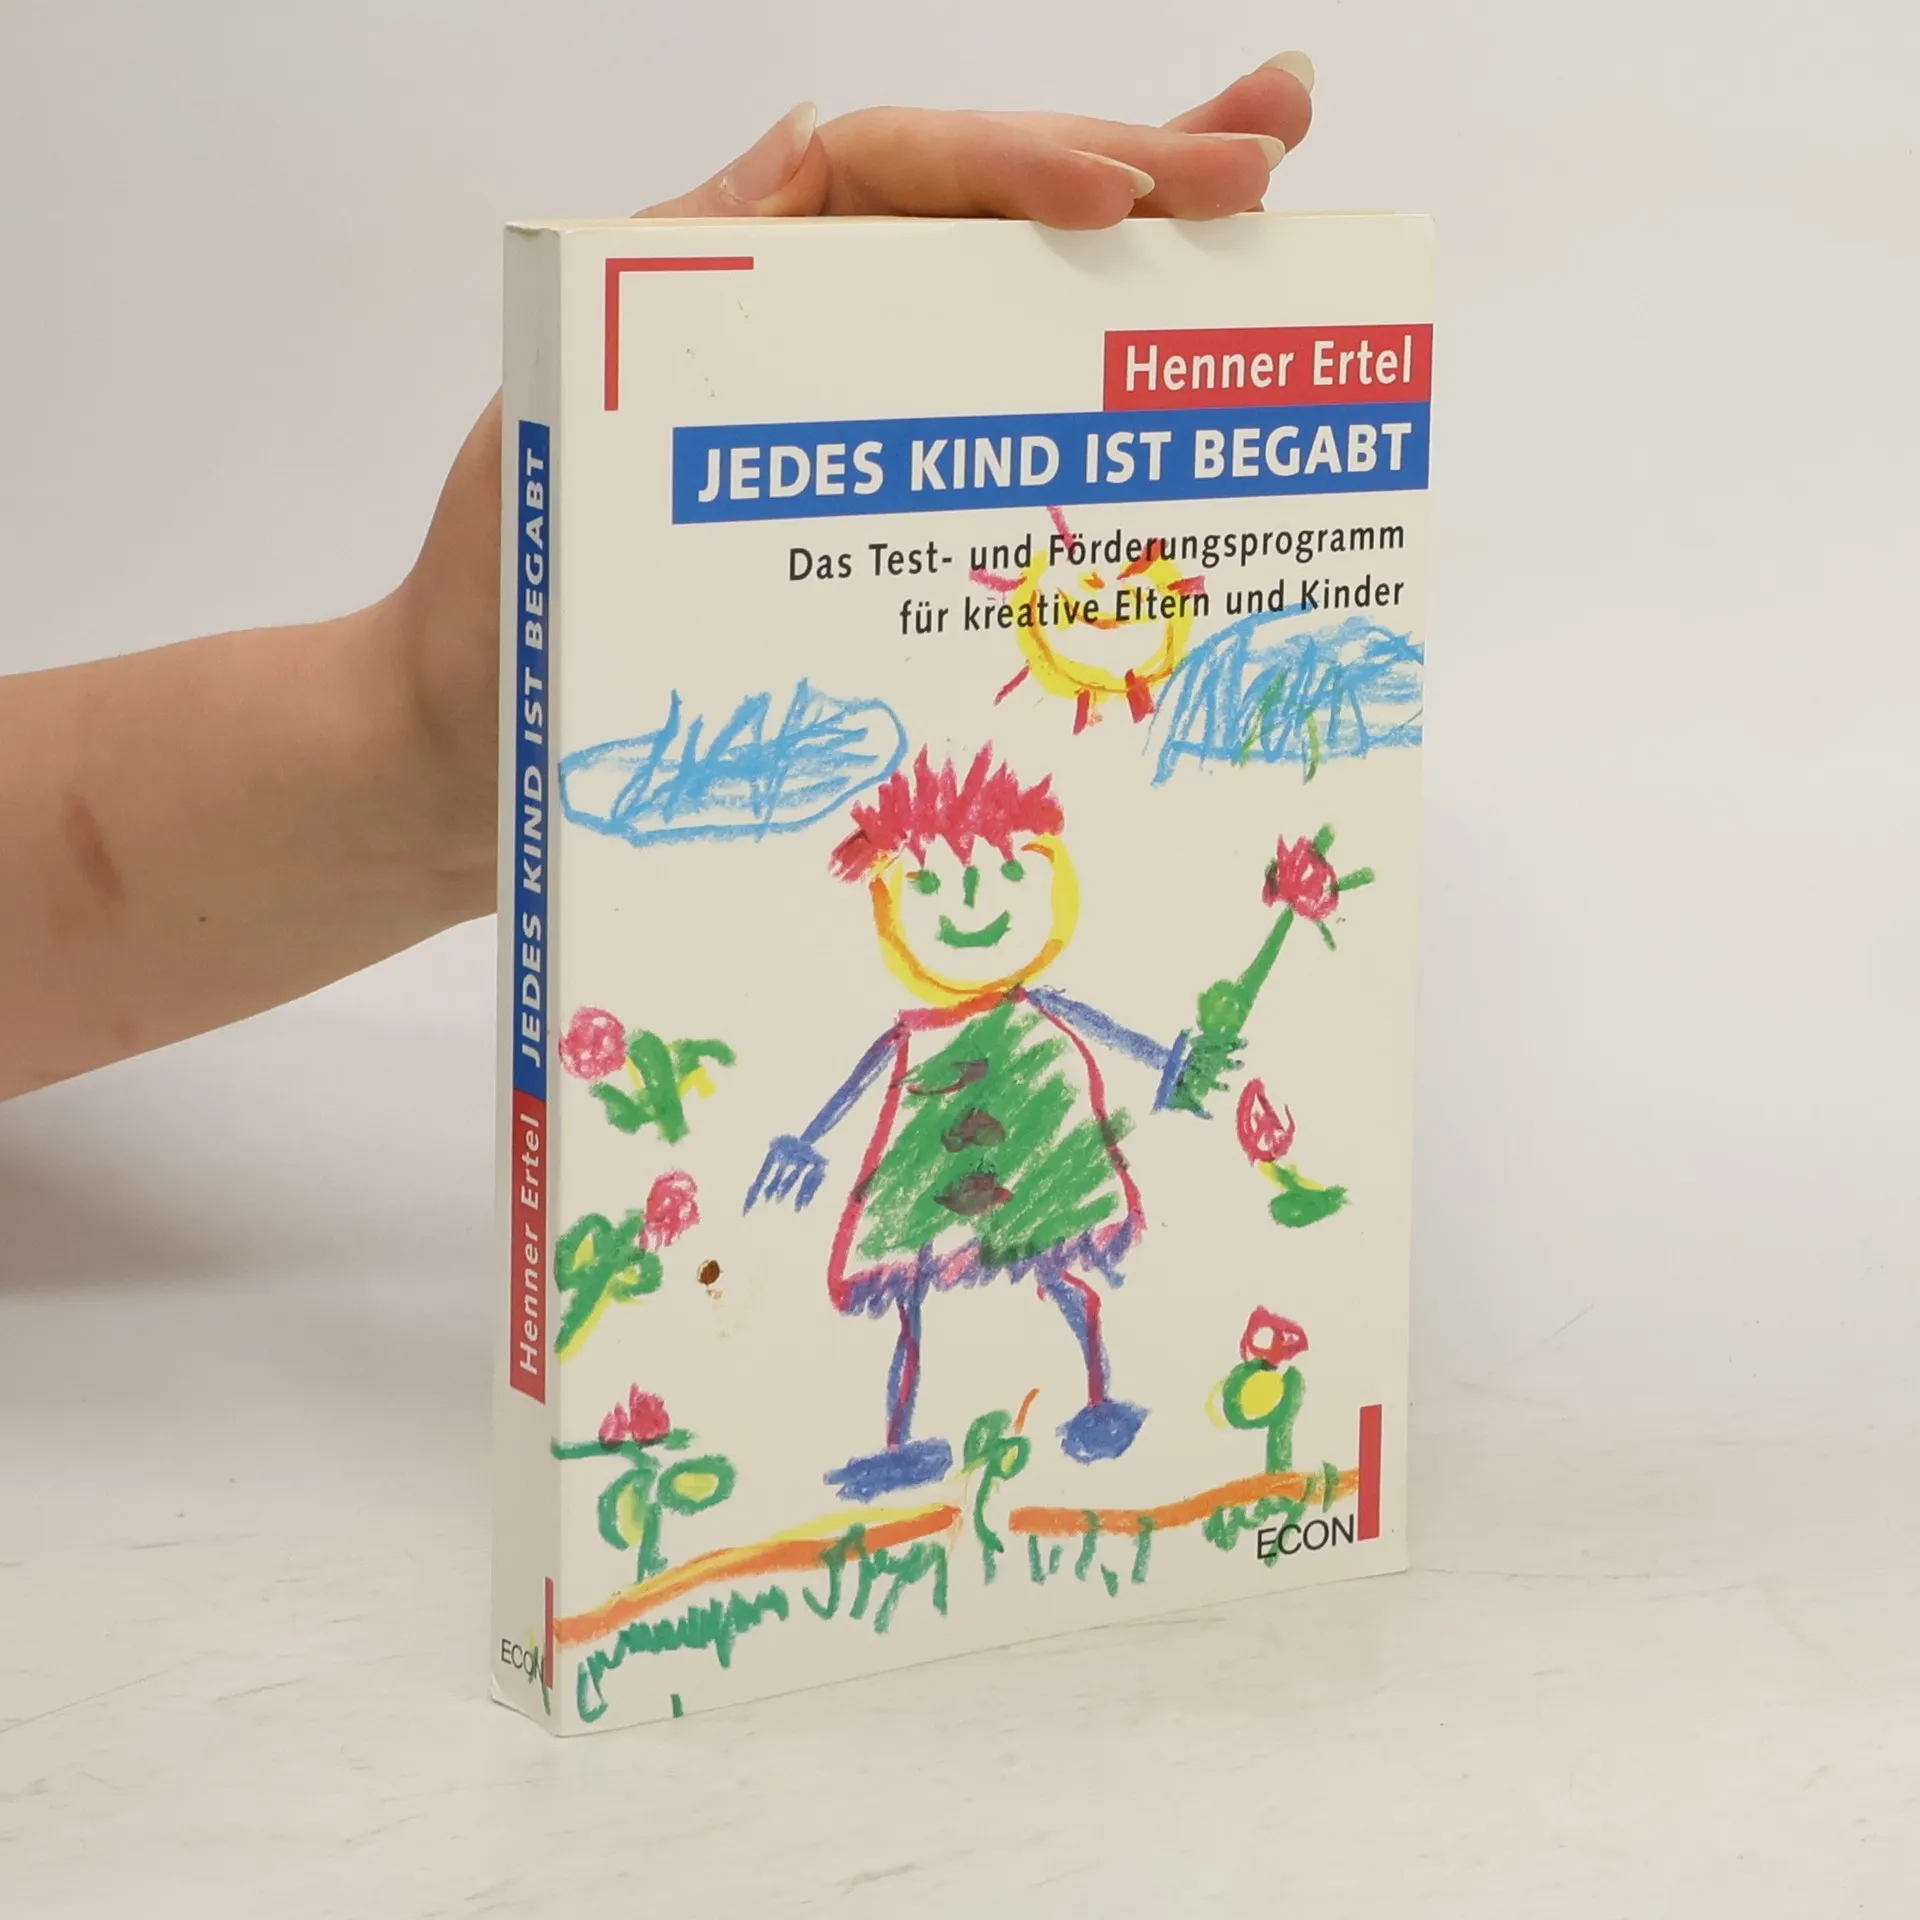 Henner Ertel
JEDES KIND IST BEGABT
Das Test- und Förderungsprogramm
für kreative Eltern und Kinder
ECON
JEDES KIND IST BEGABT
Henner Ertel
ECON